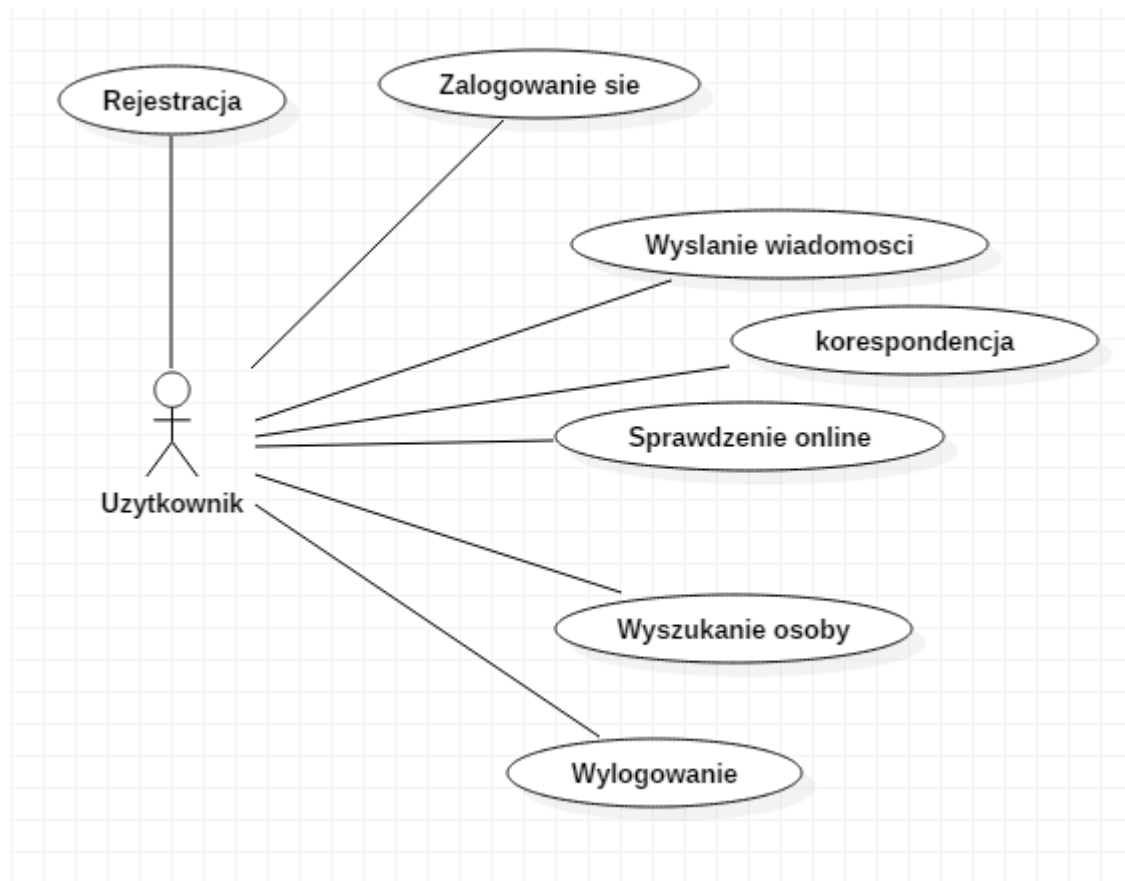 Rejestracja
Zalogowanie sie
Wyslanie wiadomosci
korespondencja
Sprawdzenie online
Uzytkownik
Wyszukanie osoby
Wylogowanie